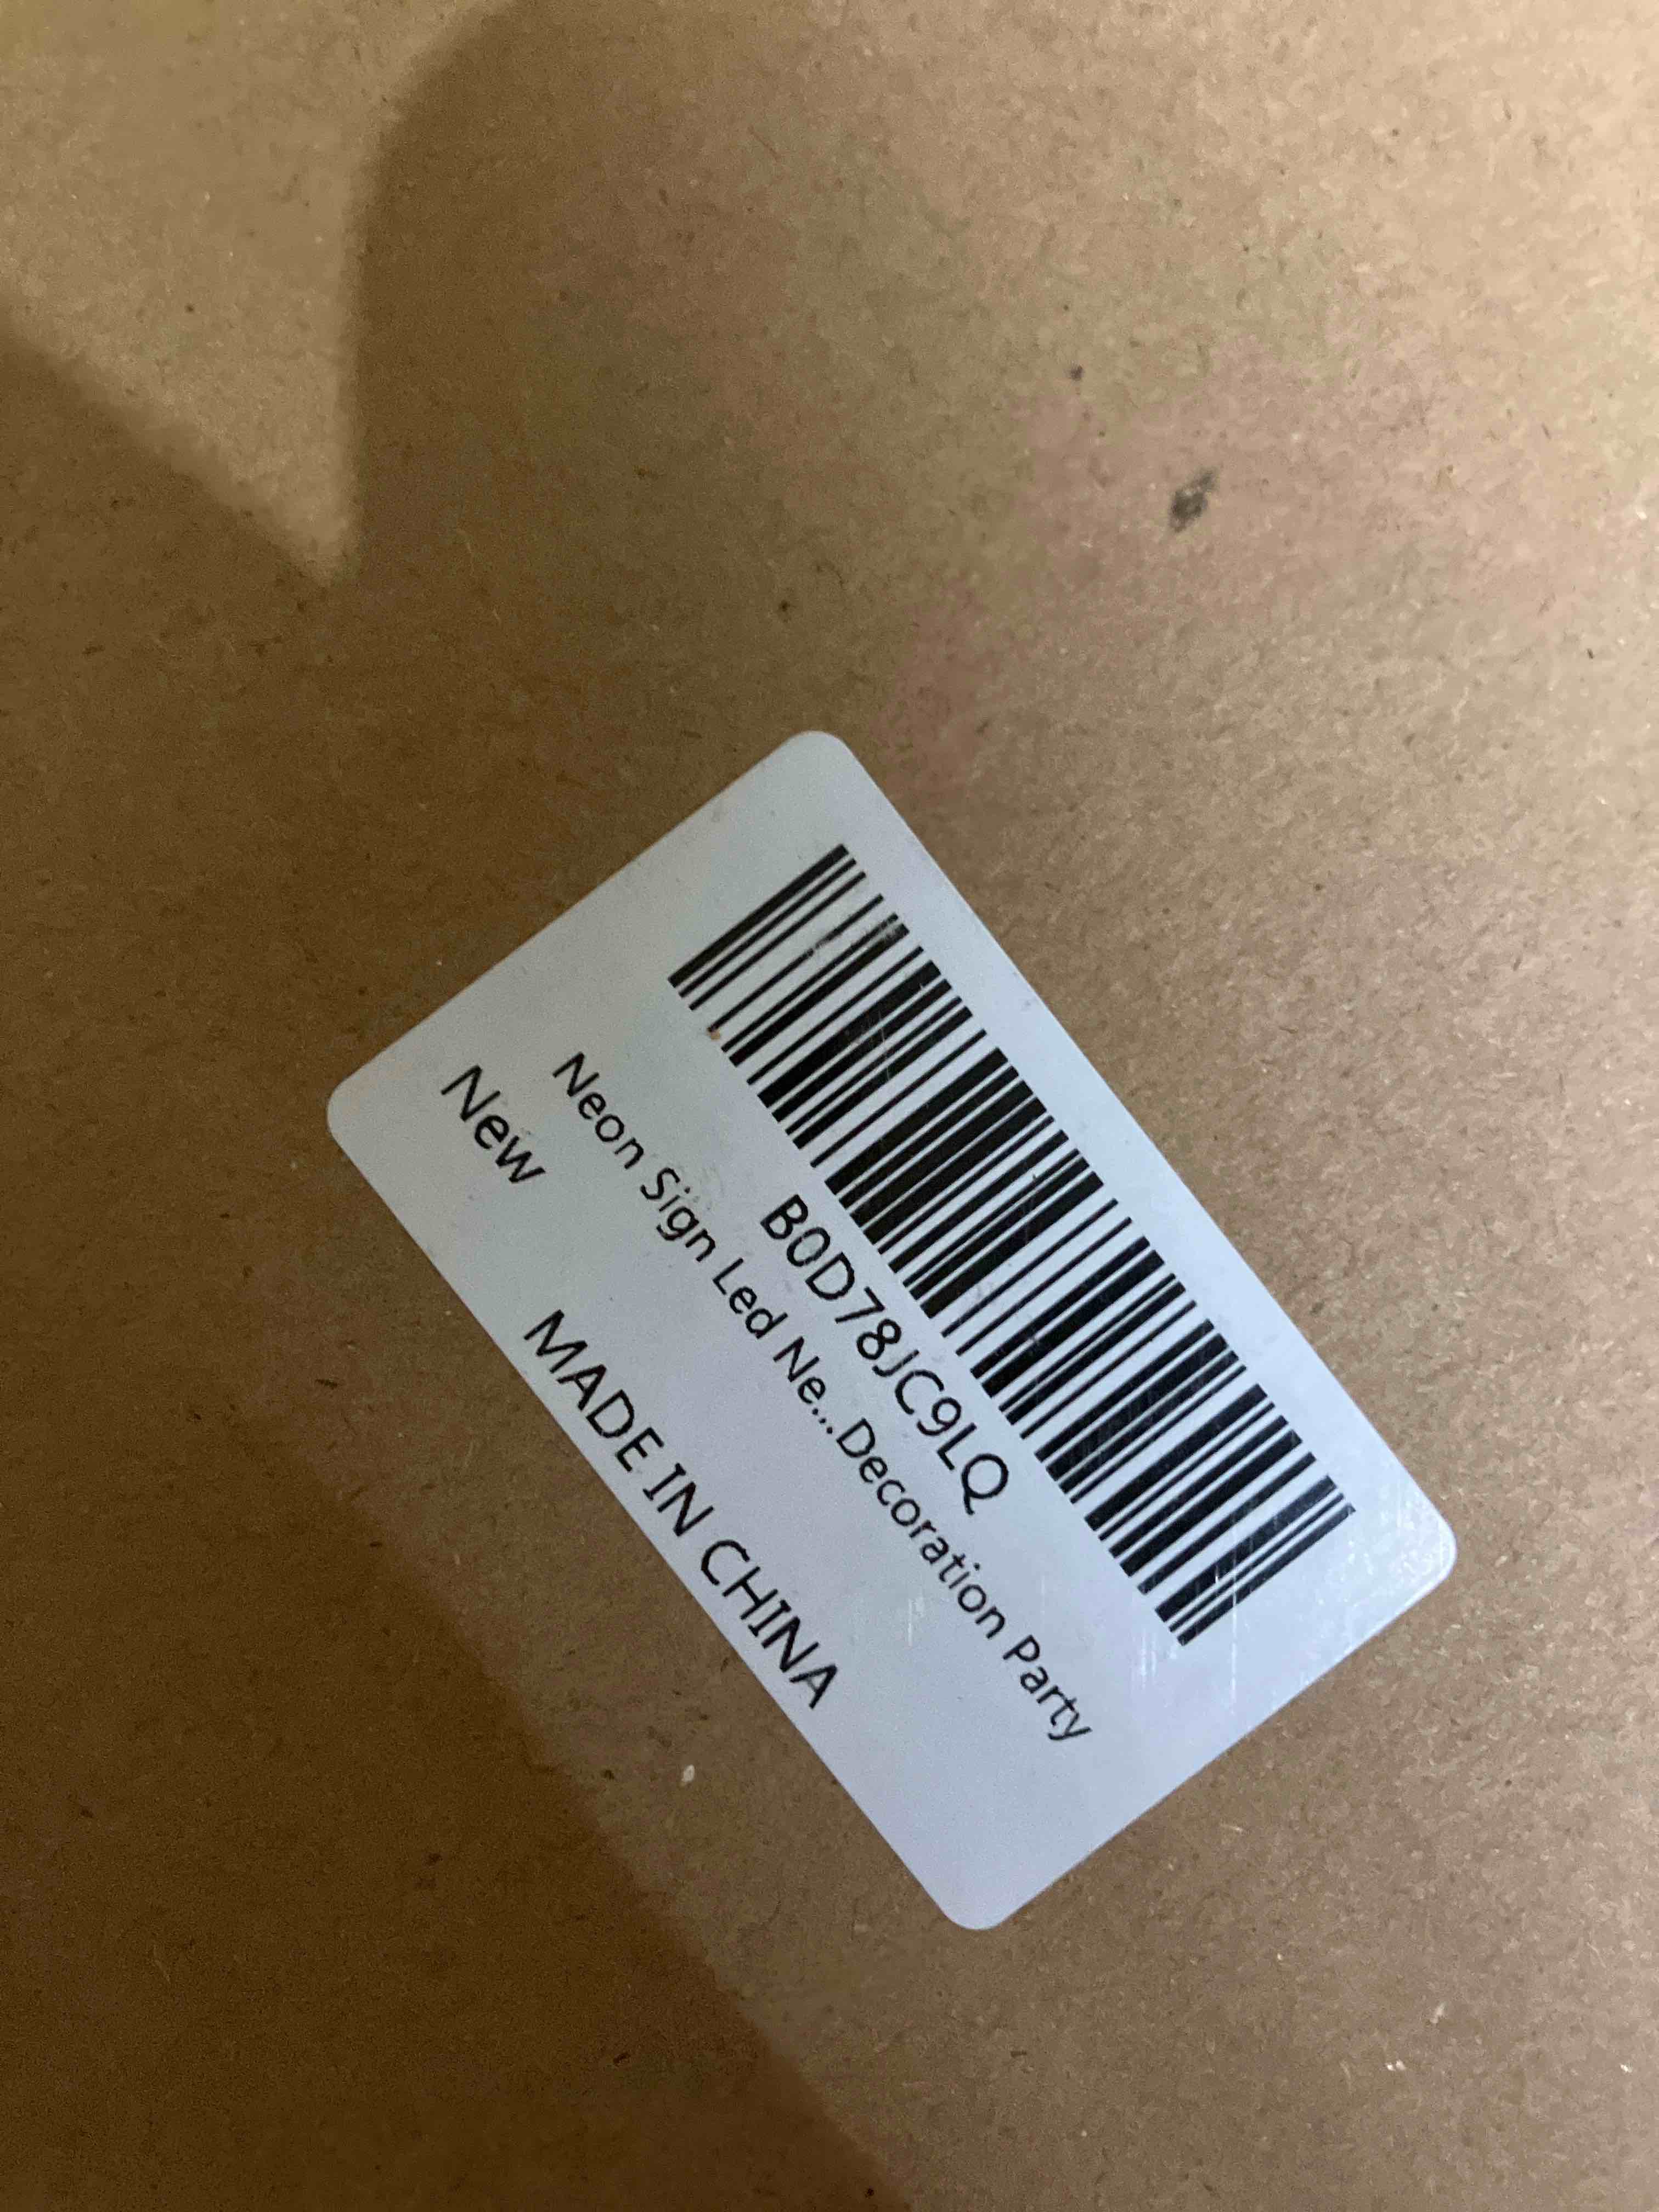 B0D78JC9LQ
Neon Sign Led Ne...Decoration Party
New
MADE IN CHINA